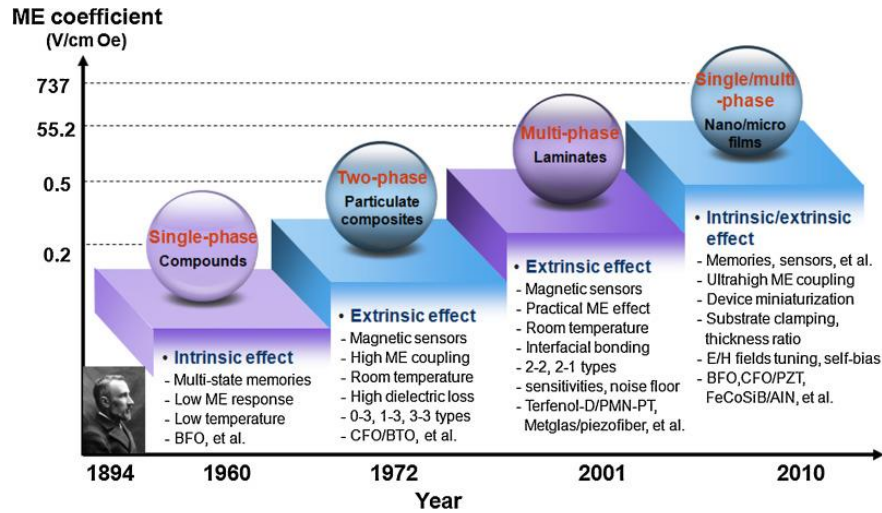 ME coefficient
(V/cm Oe)
737
55.2
0.5
0.2
Single-phase
Compounds
• Intrinsic effect
- Multi-state memories
- Low ME response
- Low temperature
- BFO, et al.
Two-phase
Particulate
composites
• Extrinsic effect
- Magnetic sensors
- High ME coupling
- Room temperature
- High dielectric loss
- 0-3, 1-3, 3-3 types
- CFO/BTO, et al.
Multi-phase
Laminates
• Extrinsic effect
- Magnetic sensors
- Practical ME effect
- Room temperature
- Interfacial bonding
- 2-2, 2-1 types
- sensitivities, noise floor
- Terfenol-D/PMN-PT,
Metglas/piezofiber, et al.
Single/multi
-phase
Nano/micro
films
• Intrinsic/extrinsic
effect
- Memories, sensors, et al.
- Ultrahigh ME coupling
- Device miniaturization
- Substrate clamping,
thickness ratio
- E/H fields tuning, self-bias
- BFO,CFO/PZT,
FeCoSiB/AlN, et al.
1894
1960
1972
2001
2010
Year